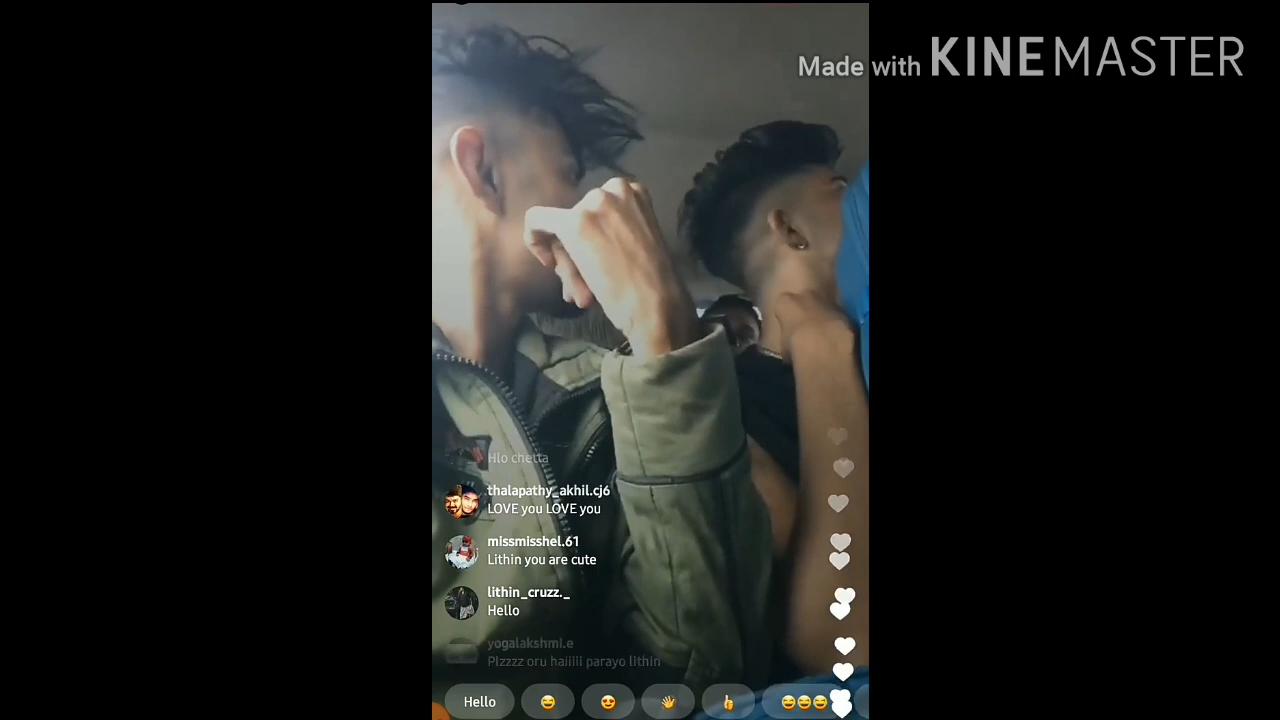 Made with KINEMASTER
Hlo chetta
thalapathy_akhil.cj6
LOVE you LOVE you
missmisshel.61
Lithin you are cute
lithin_cruzz._
Hello
yogalakshmi.e
Plzzzz oru haiiiii parayo lithin
Hello